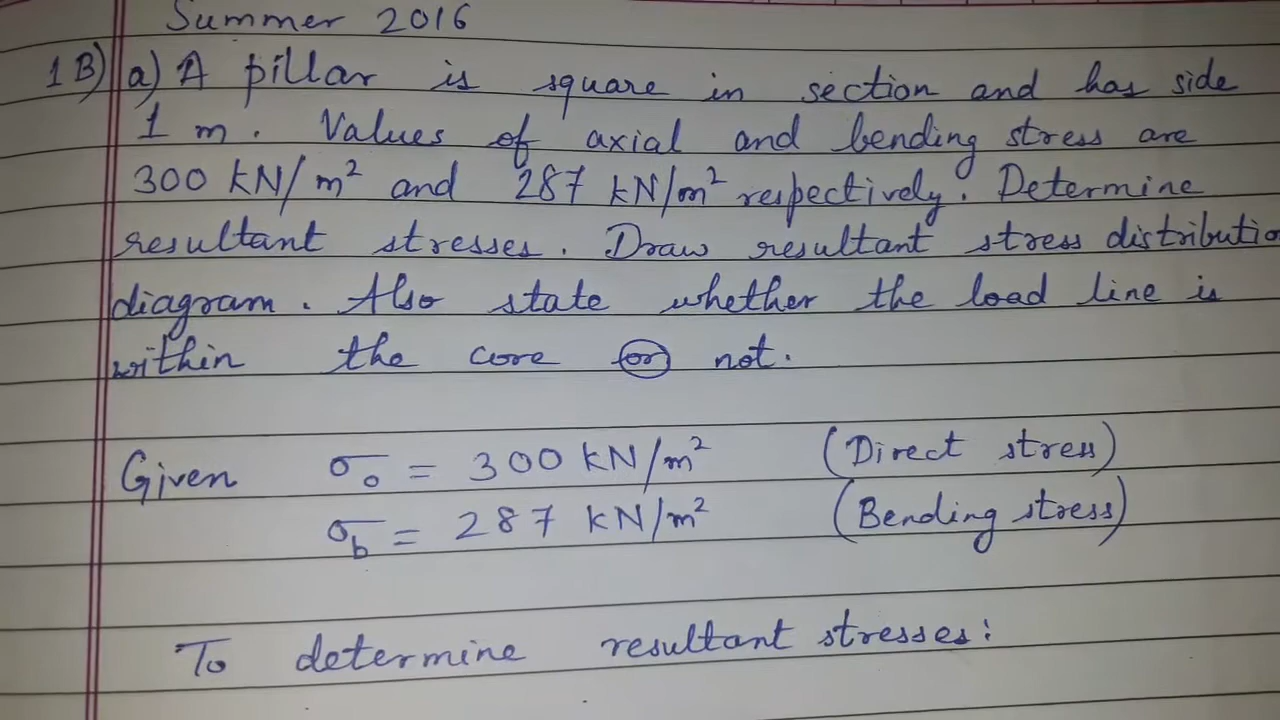 Summer 2016
1B) a) A pillar is square in section and has side
1 m. Values of axial and bending stress are
300 KN/m² and 287 KN/m² respectively. Determine
resultant stresses. Draw resultant stress distributio
diagram. Also state whether the load line is
within the core or not.
Given σ₀ = 300 KN/m² (Direct stress)
σb = 287 KN/m² (Bending stress)
To determine resultant stresses: